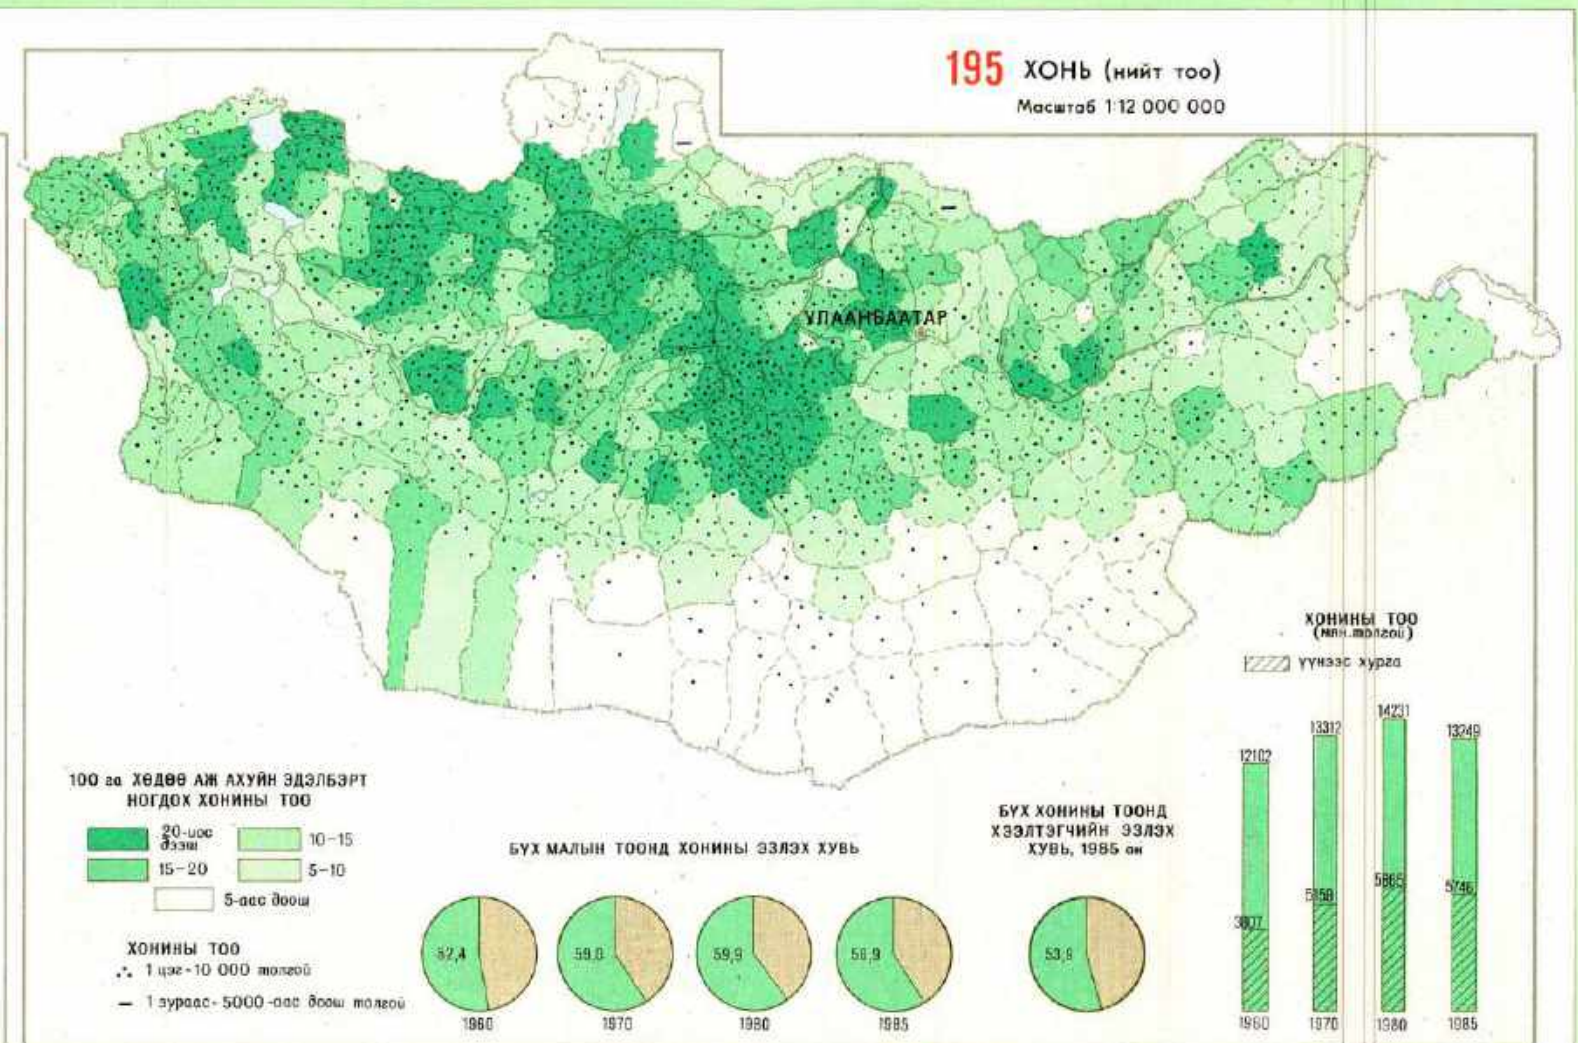 195 ХОНЬ (нийт тоо)
Масштаб 1:12 000 000
УЛААНБААТАР
ХОНИНЫ ТОО
(мян.толгой)
үүнээс хурга
12102
13312
14231
13249
3807
5865
5746
1960
1970
1980
1985
100 га ХӨДӨӨ АЖ АХУЙН ЭДЭЛБЭРТ
НОГДОХ ХОНИНЫ ТОО
20-иос
дээш
10-15
15-20
5-10
5-аас доош
ХОНИНЫ ТОО
1 цэг-10 000 толгой
1 зураас- 5000-аас доош толгой
БҮХ МАЛЫН ТООНД ХОНИНЫ ЭЗЛЭХ ХУВЬ
52,4
59,9
1960
1970
1980
1985
БҮХ ХОНИНЫ ТООНД
ХЭЭЛТЭГЧИЙН ЭЗЛЭХ
ХУВЬ, 1985 он